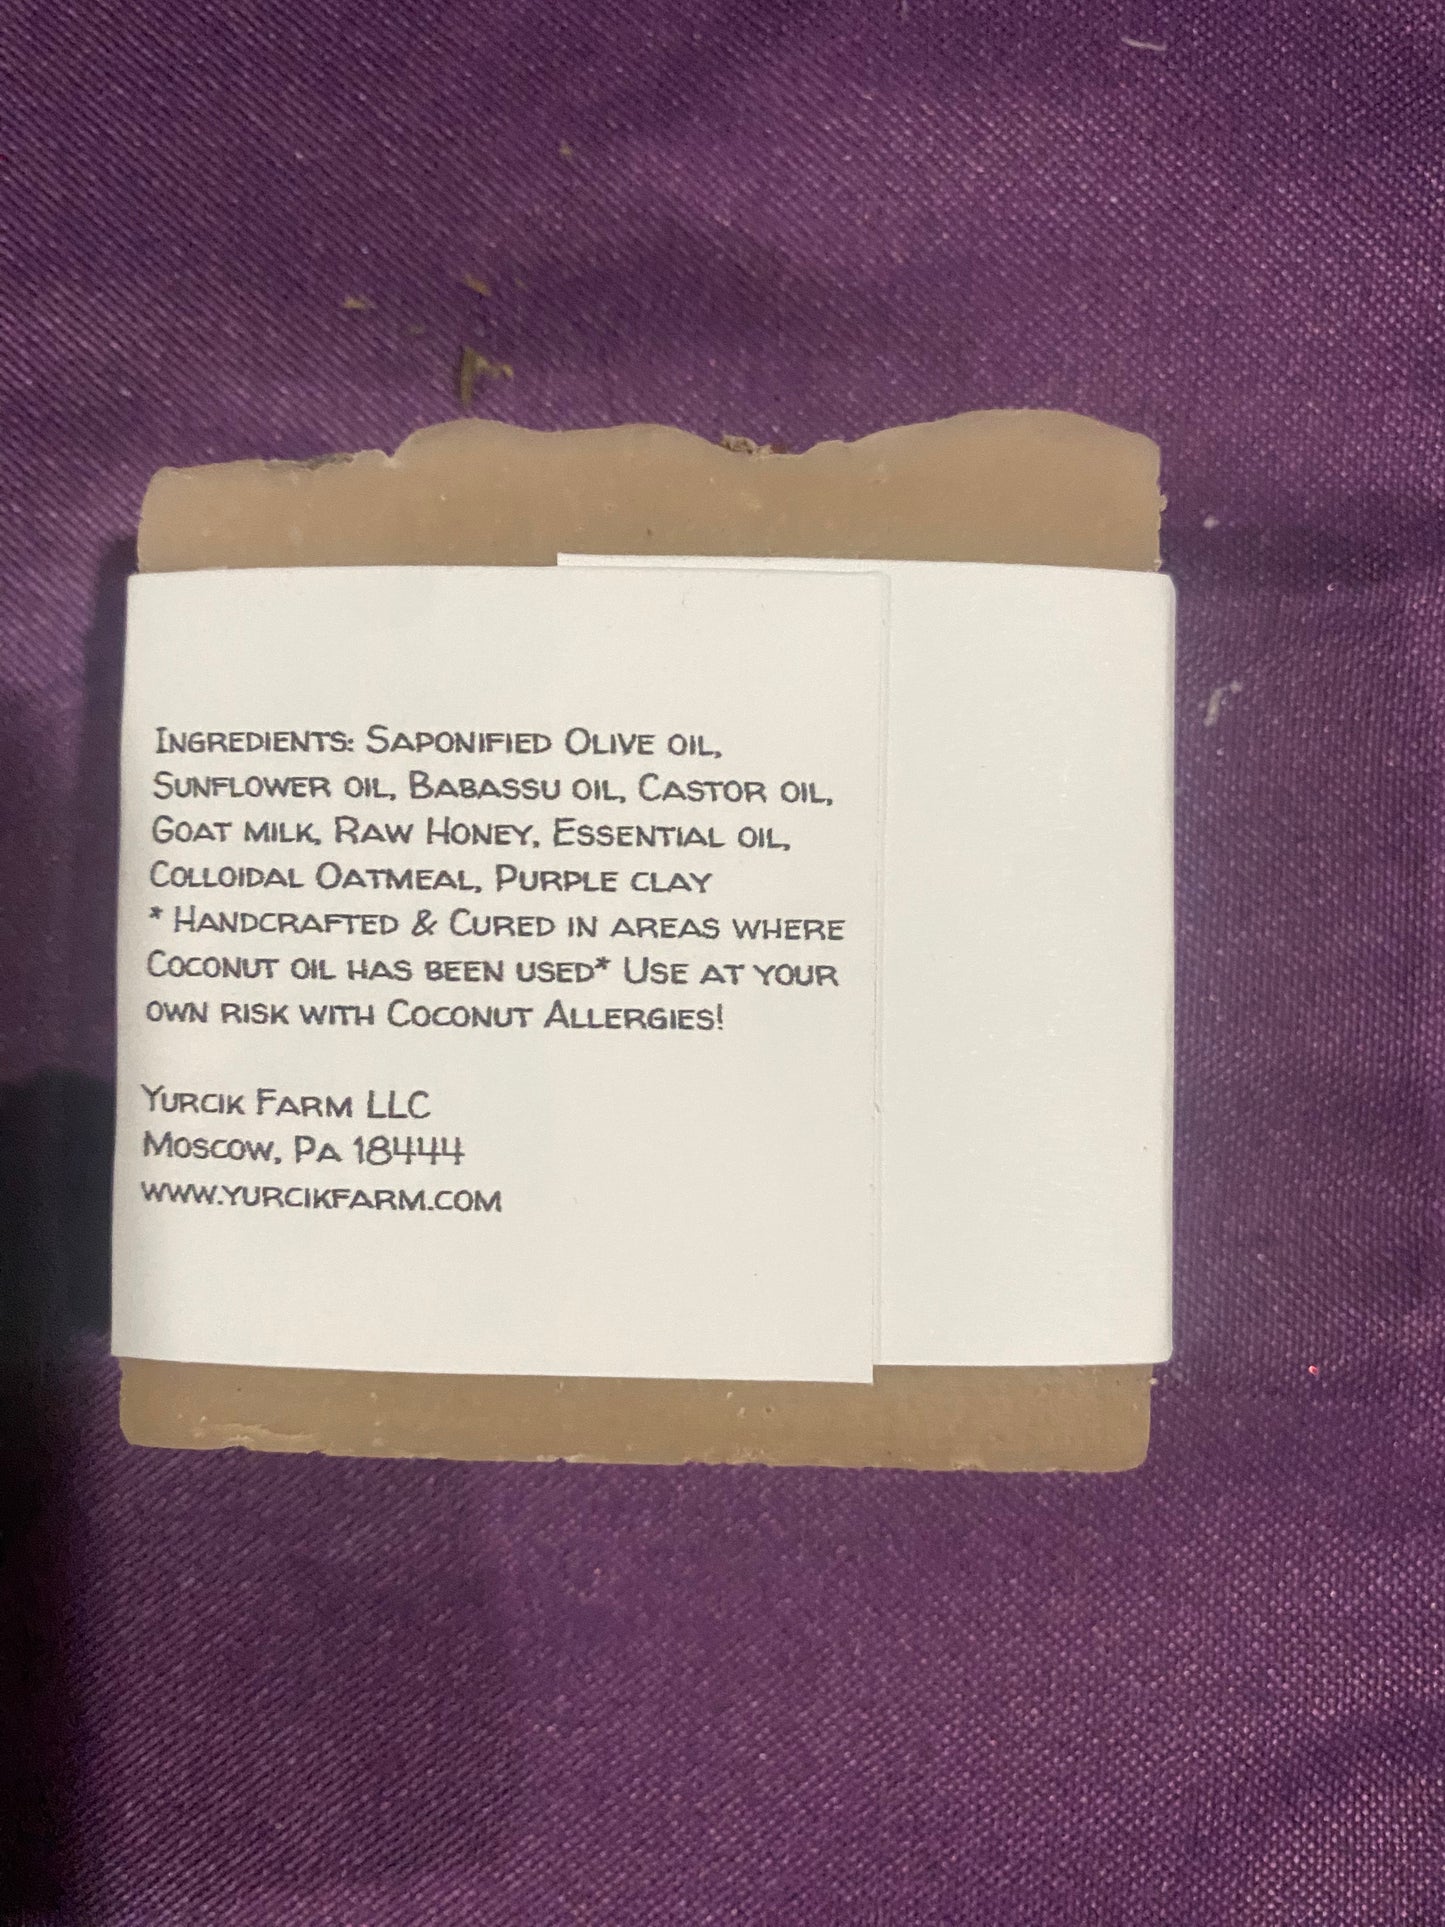 Ingredients: Saponified Olive oil,
Sunflower oil, Babassu oil, Castor oil,
Goat milk, Raw Honey, Essential oil,
Colloidal Oatmeal, Purple clay
* Handcrafted & Cured in areas where
Coconut oil has been used* Use at your
own risk with Coconut Allergies!
Yurcik Farm LLC
Moscow, Pa 18444
www.yurcikfarm.com